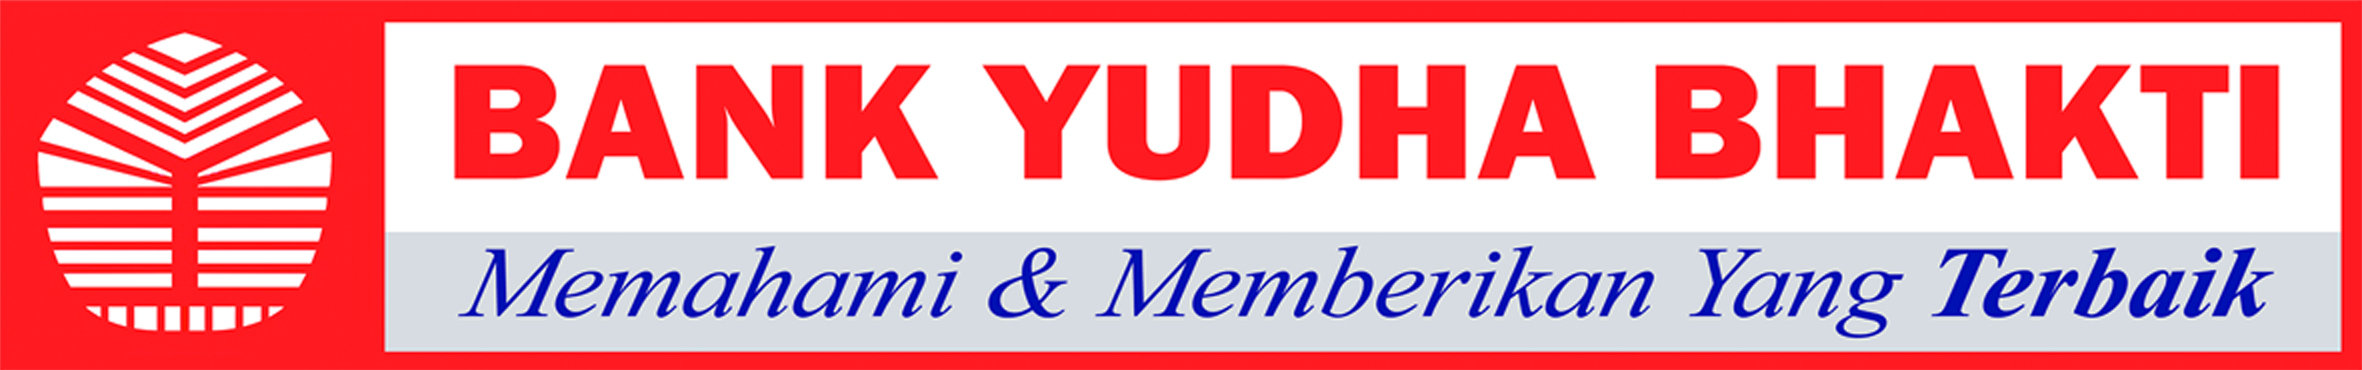 BANK YUDHA BHAKTI
Memahami & Memberikan Yang Terbaik